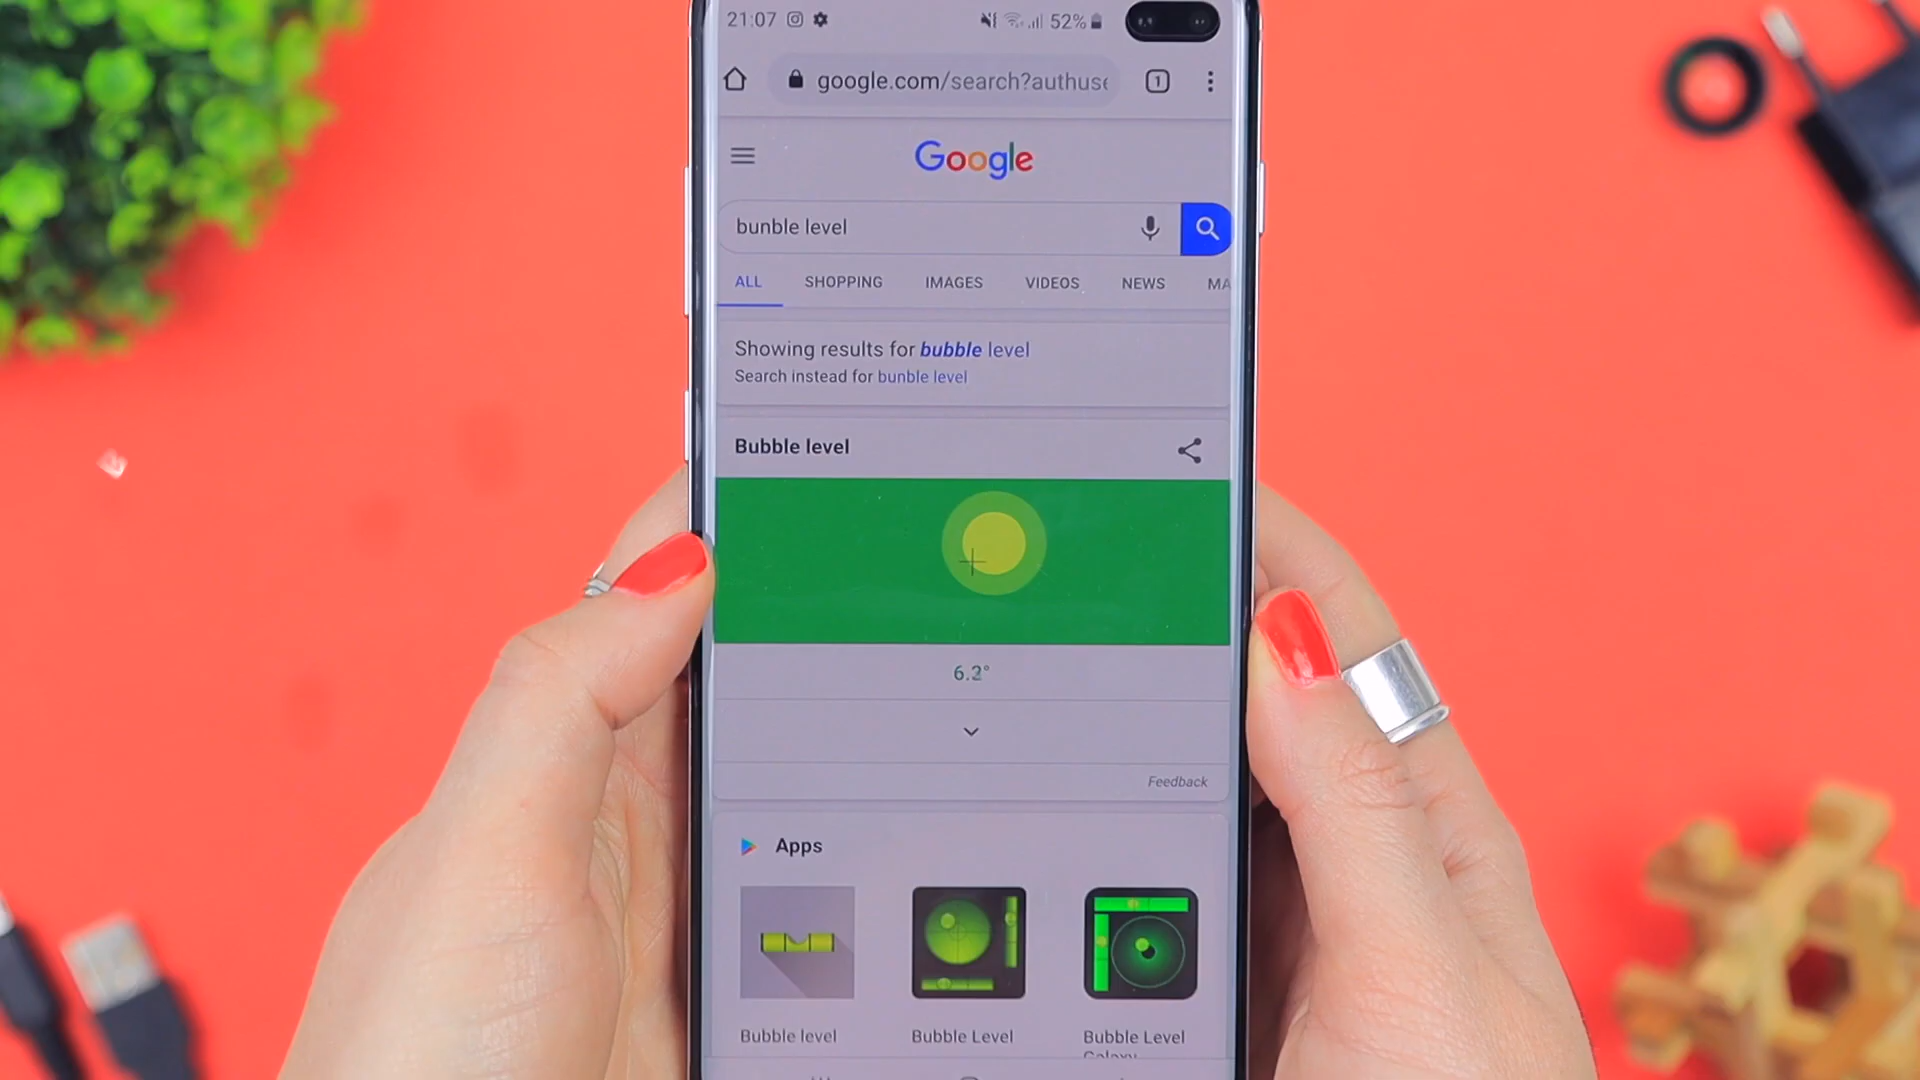 21:07 52%
google.com/search?authuse
1
Google
bunble level
ALL SHOPPING IMAGES VIDEOS NEWS MA
Showing results for bubble level
Search instead for bunble level
Bubble level
6.2°
Feedback
Apps
Bubble level Bubble Level Bubble Level
Galaxy